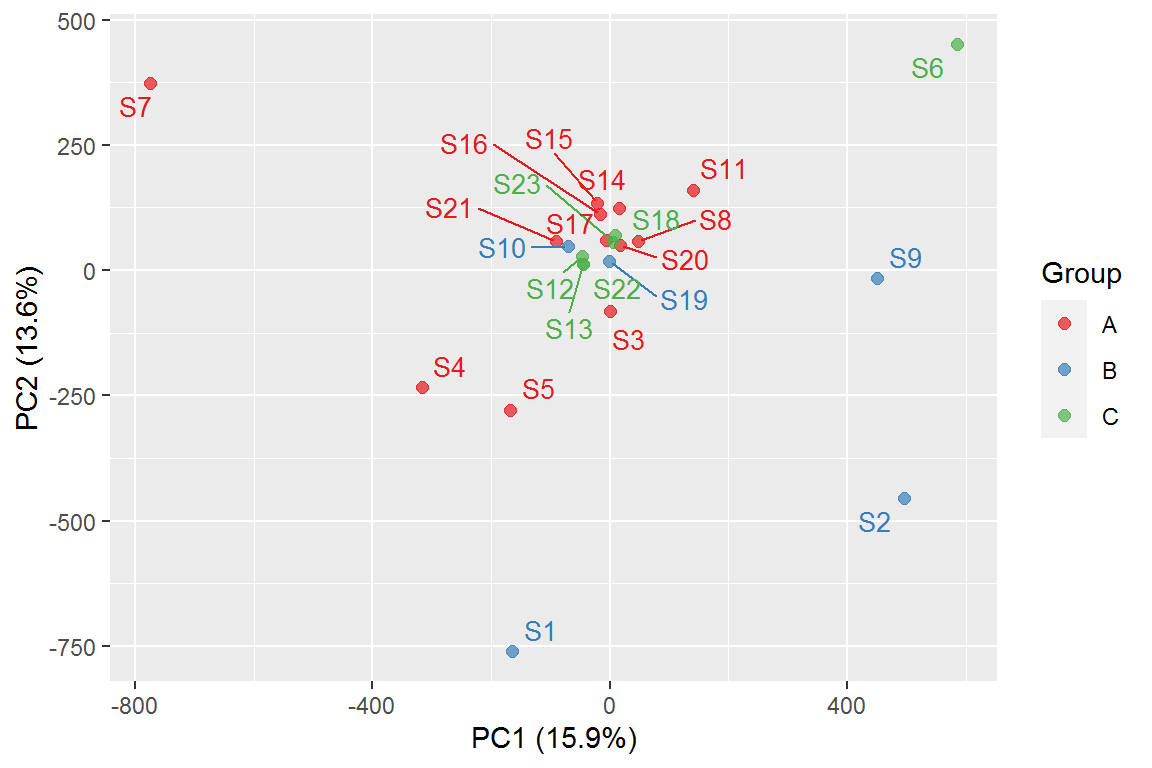 500
250
0
-250
-500
-750
PC2 (13.6%)
S6
S7
S15
S16
S11
S14
S23
S21
S18
S8
S17
S10
S20
S9
S12
S22
S19
S13
S3
S4
S5
S2
S1
-800
-400
0
400
PC1 (15.9%)
Group
A
B
C